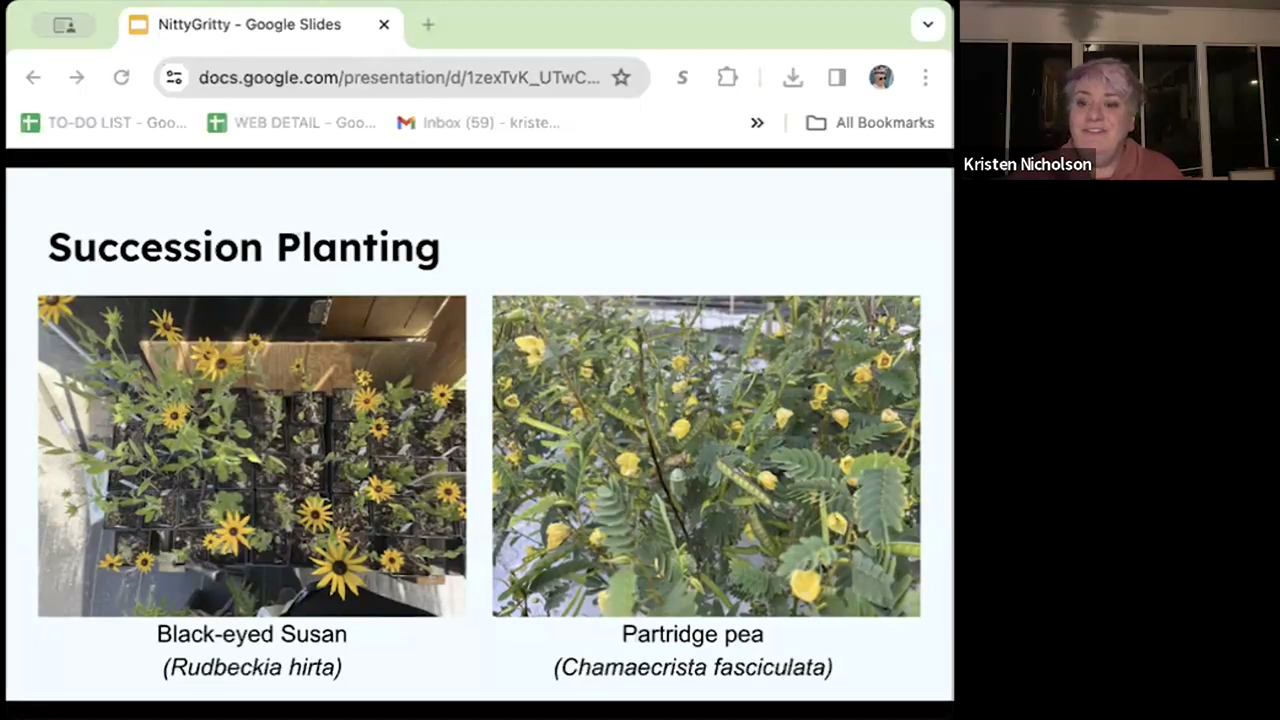 NittyGritty - Google Slides
docs.google.com/presentation/d/1zexTvK_UTwC...
TO-DO LIST - Goo...
WEB DETAIL - Goo...
Inbox (59) - kriste...
All Bookmarks
Kristen Nicholson
Succession Planting
Black-eyed Susan
(Rudbeckia hirta)
Partridge pea
(Chamaecrista fasciculata)